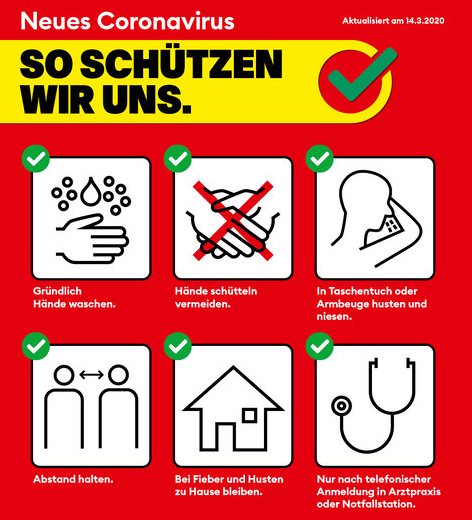 Neues Coronavirus
Aktualisiert am 14.3.2020
SO SCHÜTZEN
WIR UNS.
Gründlich
Hände waschen.
Hände schütteln
vermeiden.
In Taschentuch oder
Armbeuge husten und
niesen.
Abstand halten.
Bei Fieber und Husten
zu Hause bleiben.
Nur nach telefonischer
Anmeldung in Arztpraxis
oder Notfallstation.